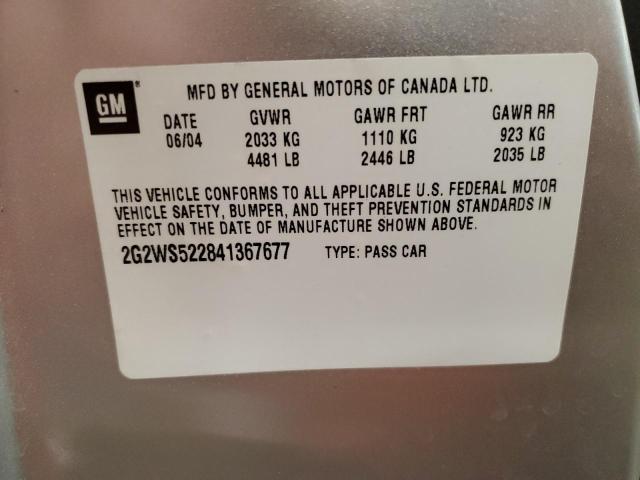 GM
MFD BY GENERAL MOTORS OF CANADA LTD.
DATE GVWR GAWR FRT GAWR RR
06/04 2033 KG 1110 KG 923 KG
4481 LB 2446 LB 2035 LB
THIS VEHICLE CONFORMS TO ALL APPLICABLE U.S. FEDERAL MOTOR
VEHICLE SAFETY, BUMPER, AND THEFT PREVENTION STANDARDS IN
EFFECT ON THE DATE OF MANUFACTURE SHOWN ABOVE.
2G2WS522841367677 TYPE: PASS CAR